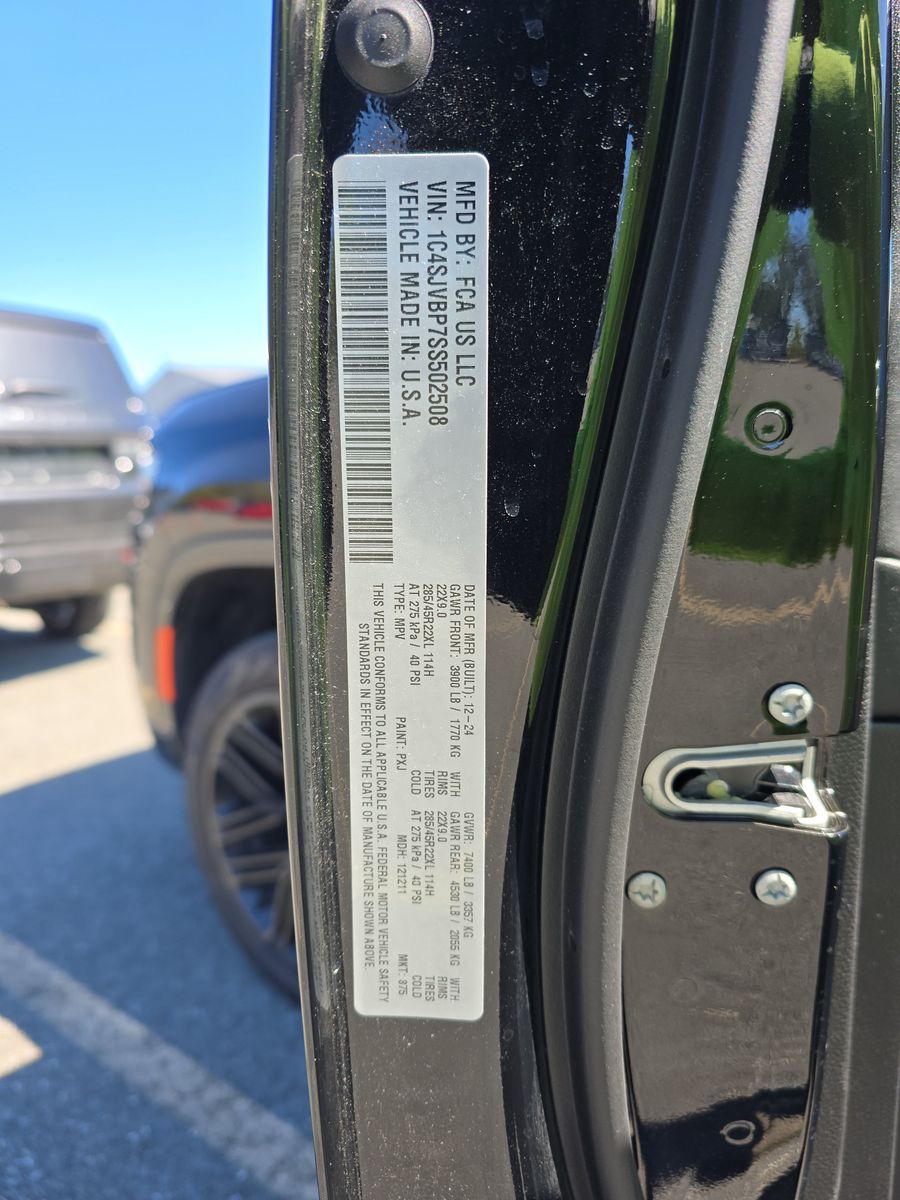 MFD BY: FCA US LLC
VIN: 1C4SJVBP7SS502508
VEHICLE MADE IN: U.S.A.
DATE OF MFR (BUILT): 12-24 GVWR: 7400 LB / 3357 KG
GAWR FRONT: 3900 LB / 1770 KG WITH GAWR REAR: 4530 LB / 2055 KG WITH
22X9.0 RIMS 22X9.0 RIMS
285/45R22XL 114H TIRES 285/45R22XL 114H TIRES
AT 275 kPa / 40 PSI COLD AT 275 kPa / 40 PSI COLD
TYPE: MPV PAINT: PXJ MDH: 121211 MKT: 875
THIS VEHICLE CONFORMS TO ALL APPLICABLE U.S.A. FEDERAL MOTOR VEHICLE SAFETY
STANDARDS IN EFFECT ON THE DATE OF MANUFACTURE SHOWN ABOVE.